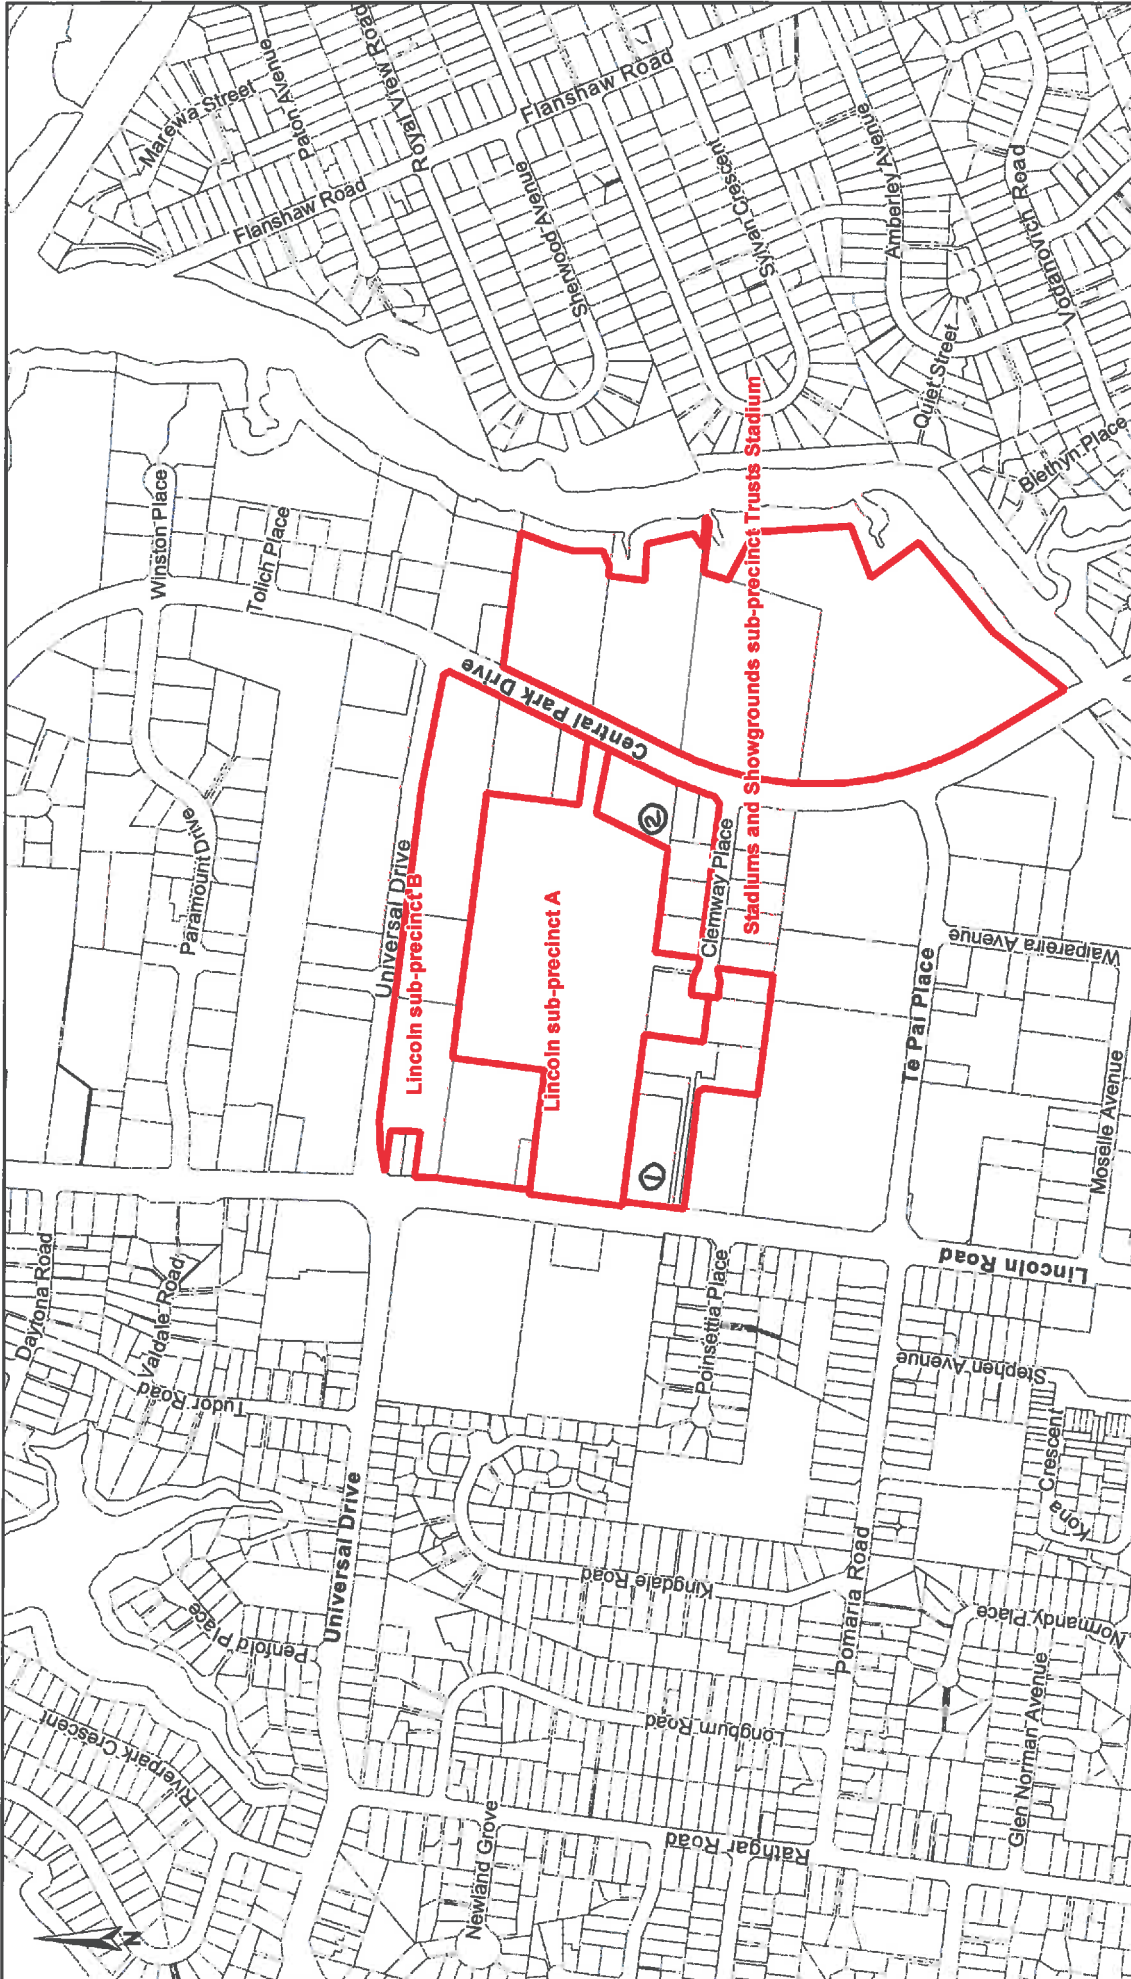 Marewa Street
Paton Avenue
Royal View Road
Flanshaw Road
Flanshaw Road
Sherwood Avenue
Sylvan Crescent
Amberley Avenue
Vodanovich Road
Quiet Street
Blethyn Place
Winston Place
Tolich Place
Central Park Drive
Paramount Drive
Universal Drive
Lincoln sub-precinct B
Lincoln sub-precinct A
Stadiums and Showgrounds sub-precinct Trusts Stadium
2
Clemway Place
1
Te Pai Place
Waipareira Avenue
Moselle Avenue
Lincoln Road
Daytona Road
Valdale Road
Tudor Road
Poinsettia Place
Stephen Avenue
Kona
Crescent
Universal Drive
Penfold Place
Kingdale Road
Pomaria Road
Normandy Place
Riverpark Crescent
Longburn Road
Glen Norman Avenue
Newland Grove
Rathgar Road
N